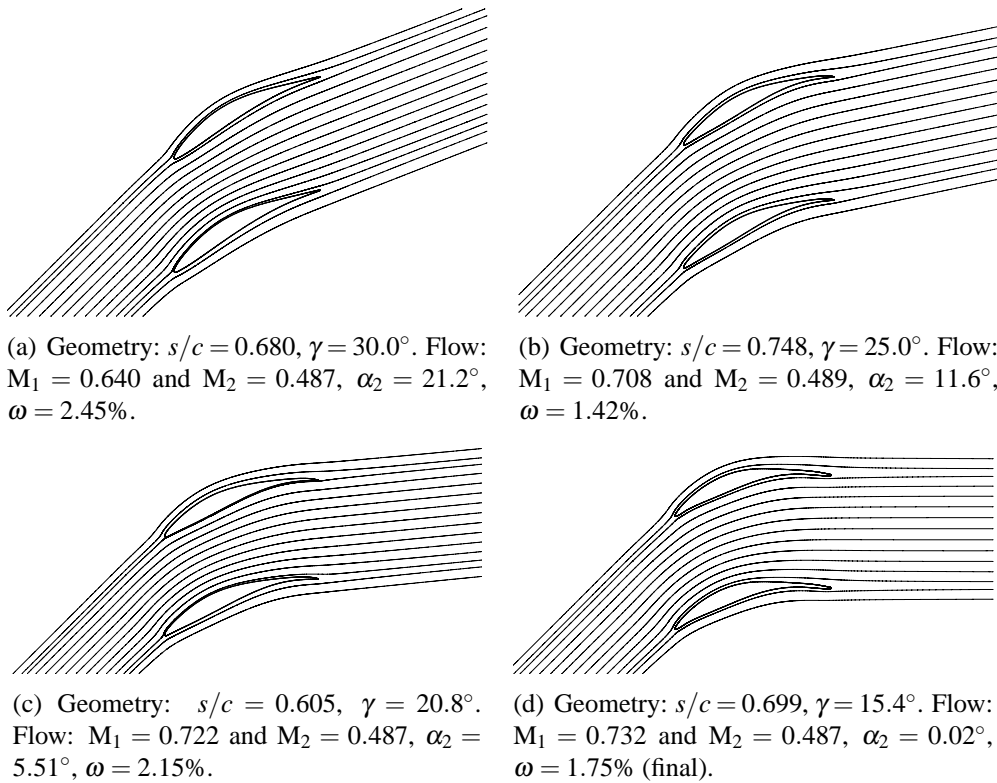 (a) Geometry: s/c = 0.680, γ = 30.0°. Flow:
M₁ = 0.640 and M₂ = 0.487, α₂ = 21.2°,
ω = 2.45%.
(b) Geometry: s/c = 0.748, γ = 25.0°. Flow:
M₁ = 0.708 and M₂ = 0.489, α₂ = 11.6°,
ω = 1.42%.
(c) Geometry: s/c = 0.605, γ = 20.8°.
Flow: M₁ = 0.722 and M₂ = 0.487, α₂ =
5.51°, ω = 2.15%.
(d) Geometry: s/c = 0.699, γ = 15.4°. Flow:
M₁ = 0.732 and M₂ = 0.487, α₂ = 0.02°,
ω = 1.75% (final).